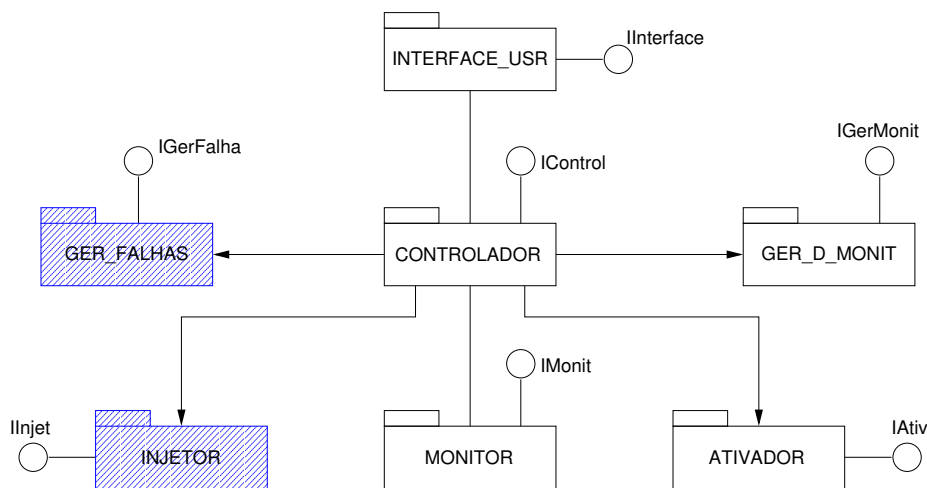 IInterface
INTERFACE_USR
IGerFalha
IControl
IGerMonit
GER_FALHAS
CONTROLADOR
GER_D_MONIT
IMonit
IInjet
IAtiv
INJETOR
MONITOR
ATIVADOR